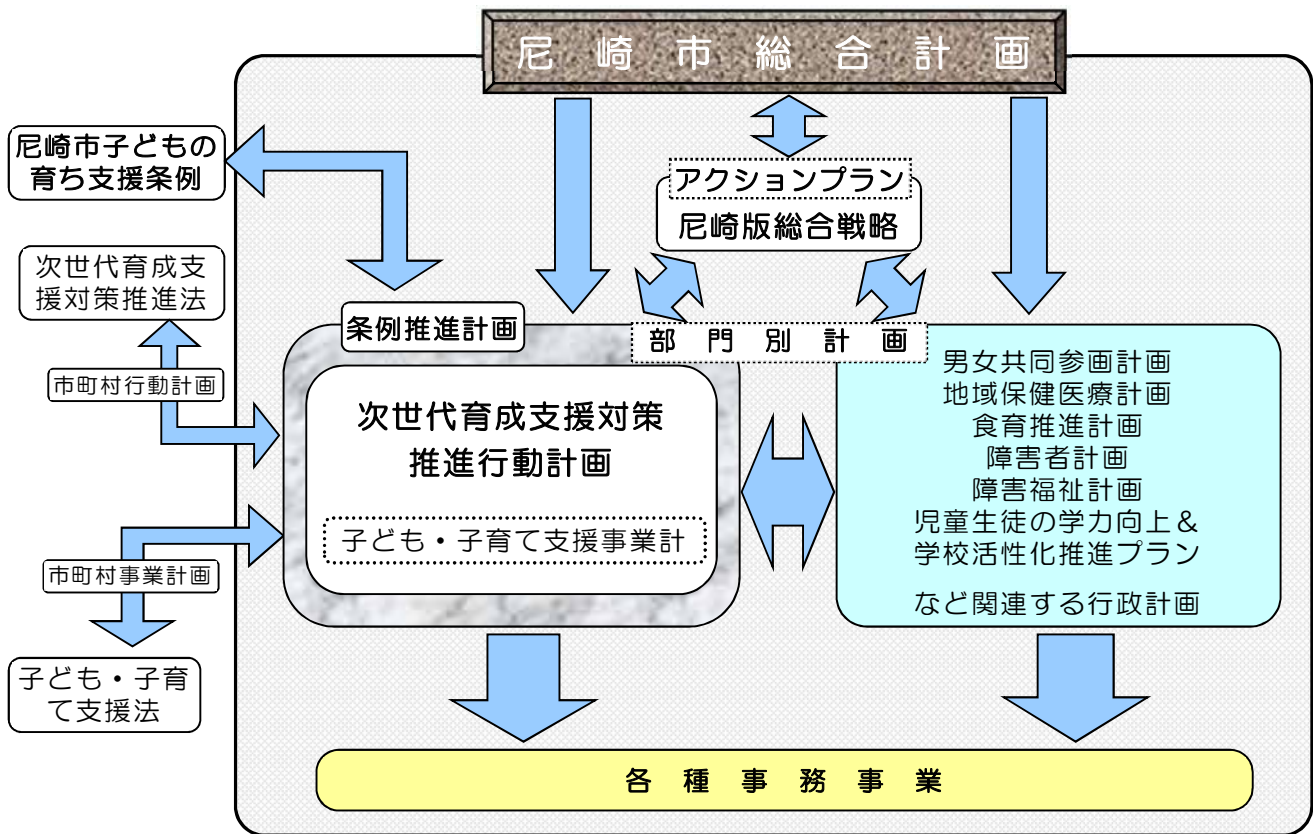 尼崎市総合計画
尼崎市子どもの
育ち支援条例
アクションプラン
尼崎版総合戦略
次世代育成支
援対策推進法
条例推進計画
部門別計画
市町村行動計画
次世代育成支援対策
推進行動計画
子ども・子育て支援事業計
男女共同参画計画
地域保健医療計画
食育推進計画
障害者計画
障害福祉計画
児童生徒の学力向上&
学校活性化推進プラン
など関連する行政計画
市町村事業計画
子ども・子育
て支援法
各種事務事業